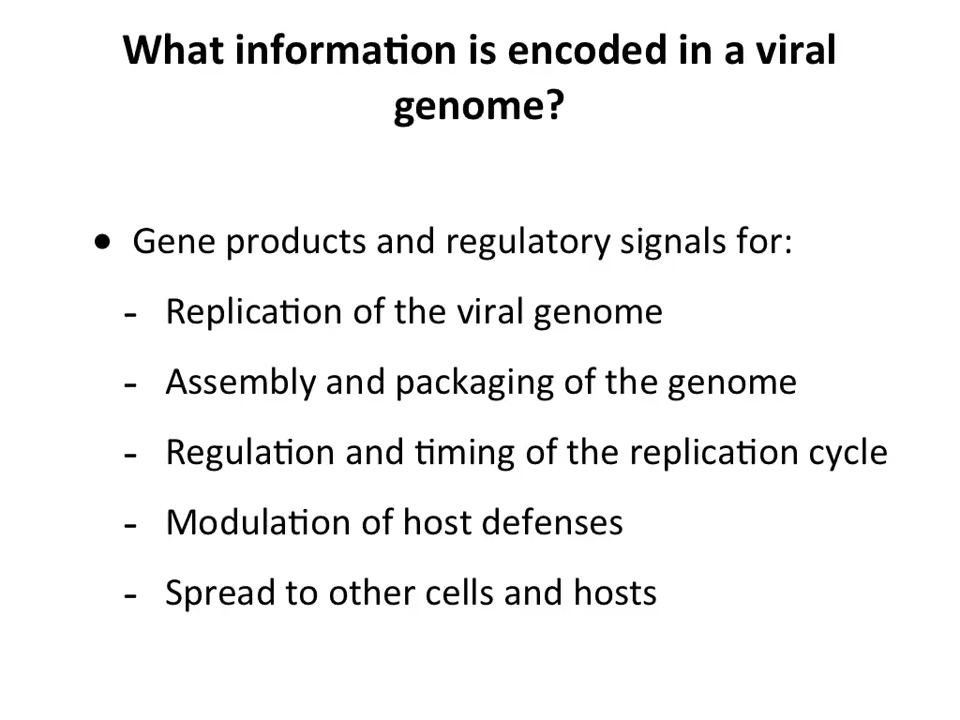 What information is encoded in a viral
genome?
• Gene products and regulatory signals for:
- Replication of the viral genome
- Assembly and packaging of the genome
- Regulation and timing of the replication cycle
- Modulation of host defenses
- Spread to other cells and hosts